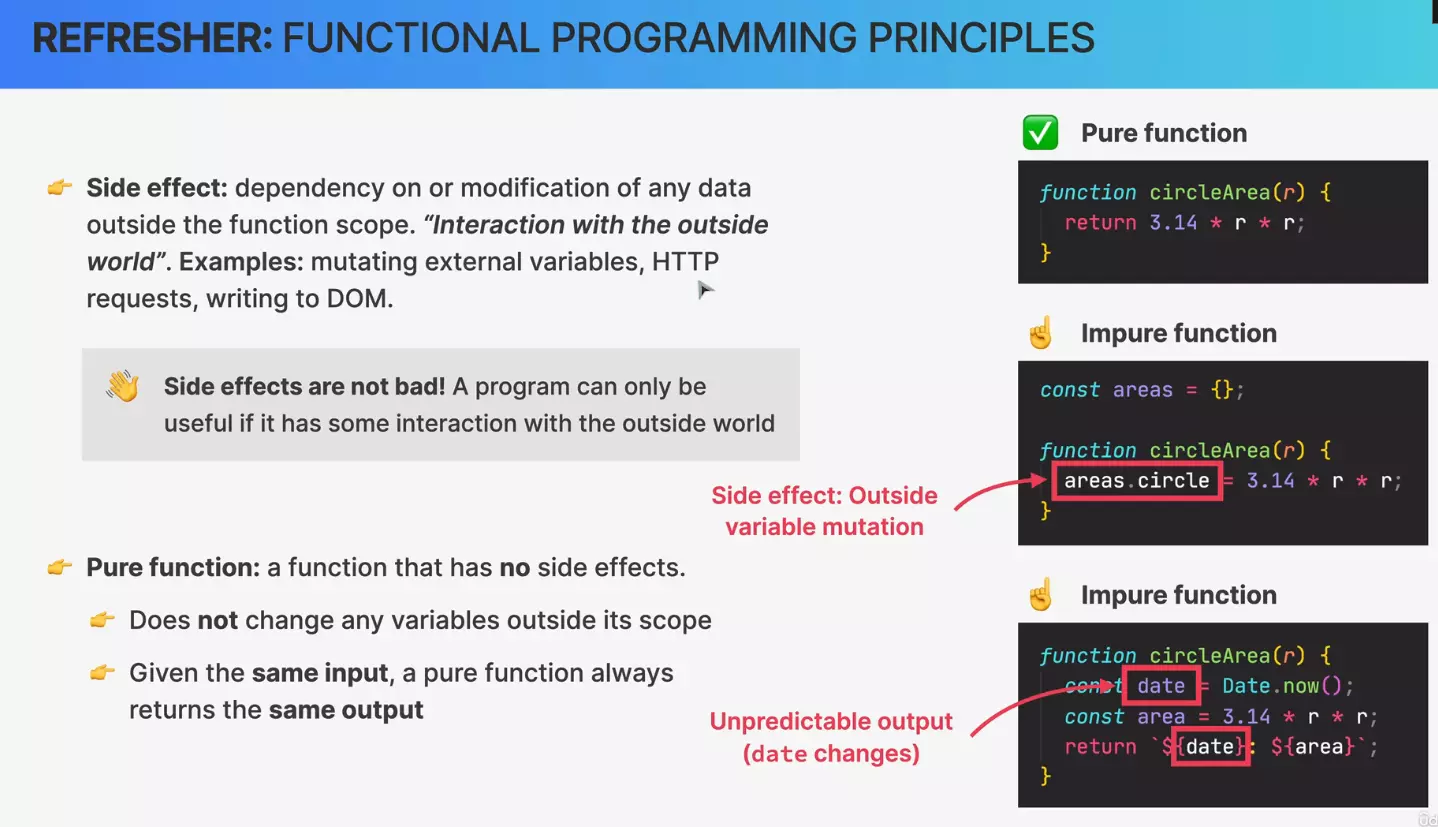 REFRESHER: FUNCTIONAL PROGRAMMING PRINCIPLES
Side effect: dependency on or modification of any data
outside the function scope. “Interaction with the outside
world”. Examples: mutating external variables, HTTP
requests, writing to DOM.
Side effects are not bad! A program can only be
useful if it has some interaction with the outside world
Pure function: a function that has no side effects.
Does not change any variables outside its scope
Given the same input, a pure function always
returns the same output
Pure function
function circleArea(r) {
return 3.14 * r * r;
}
Impure function
const areas = {};
function circleArea(r) {
areas.circle = 3.14 * r * r;
}
Side effect: Outside
variable mutation
Impure function
function circleArea(r) {
const date = Date.now();
const area = 3.14 * r * r;
return `${date}: ${area}`;
}
Unpredictable output
(date changes)